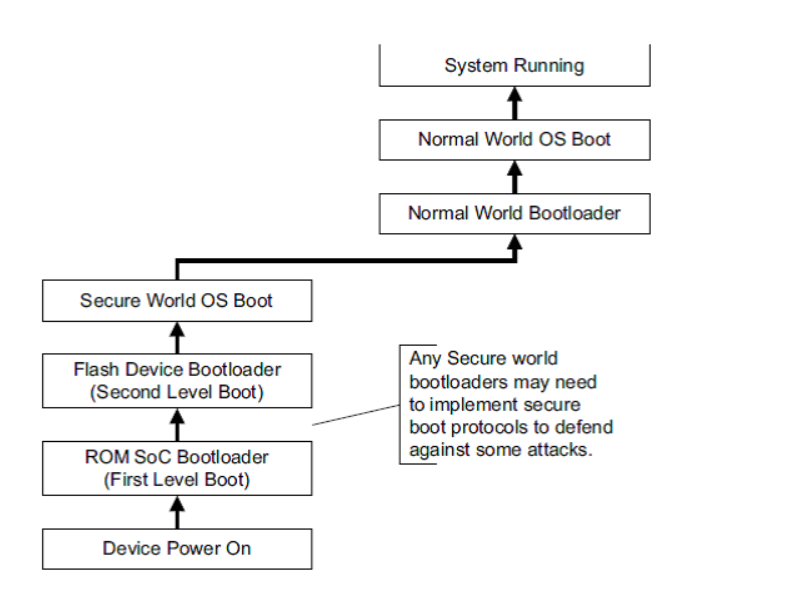 System Running
Normal World OS Boot
Normal World Bootloader
Secure World OS Boot
Flash Device Bootloader
(Second Level Boot)
Any Secure world
bootloaders may need
to implement secure
boot protocols to defend
against some attacks.
ROM SoC Bootloader
(First Level Boot)
Device Power On